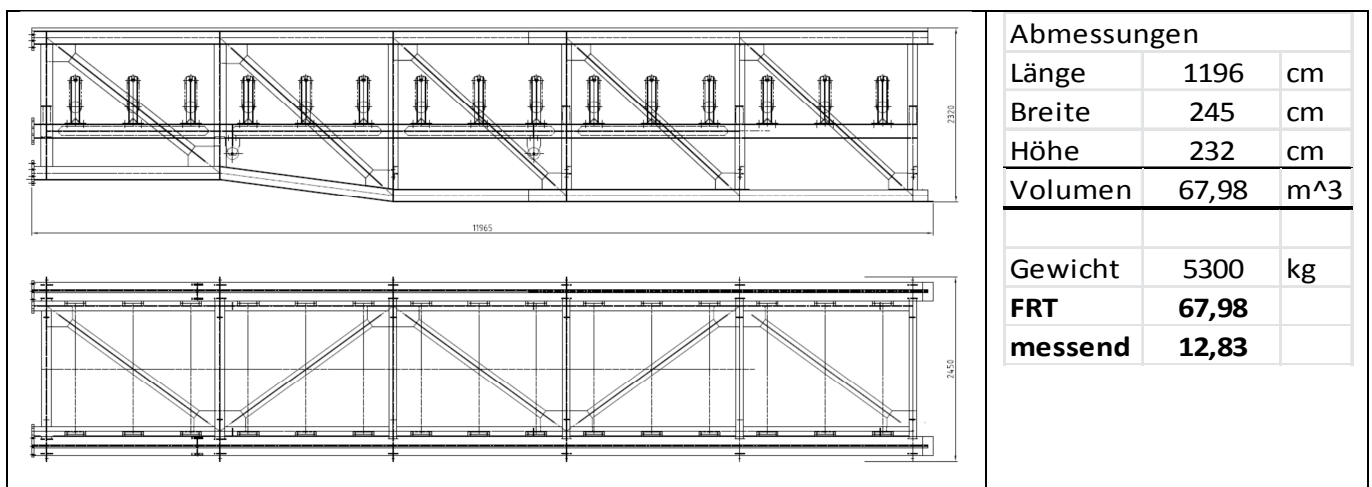 2320
11965
2450
Abmessungen
Länge 1196 cm
Breite 245 cm
Höhe 232 cm
Volumen 67,98 m^3
Gewicht 5300 kg
FRT 67,98
messend 12,83